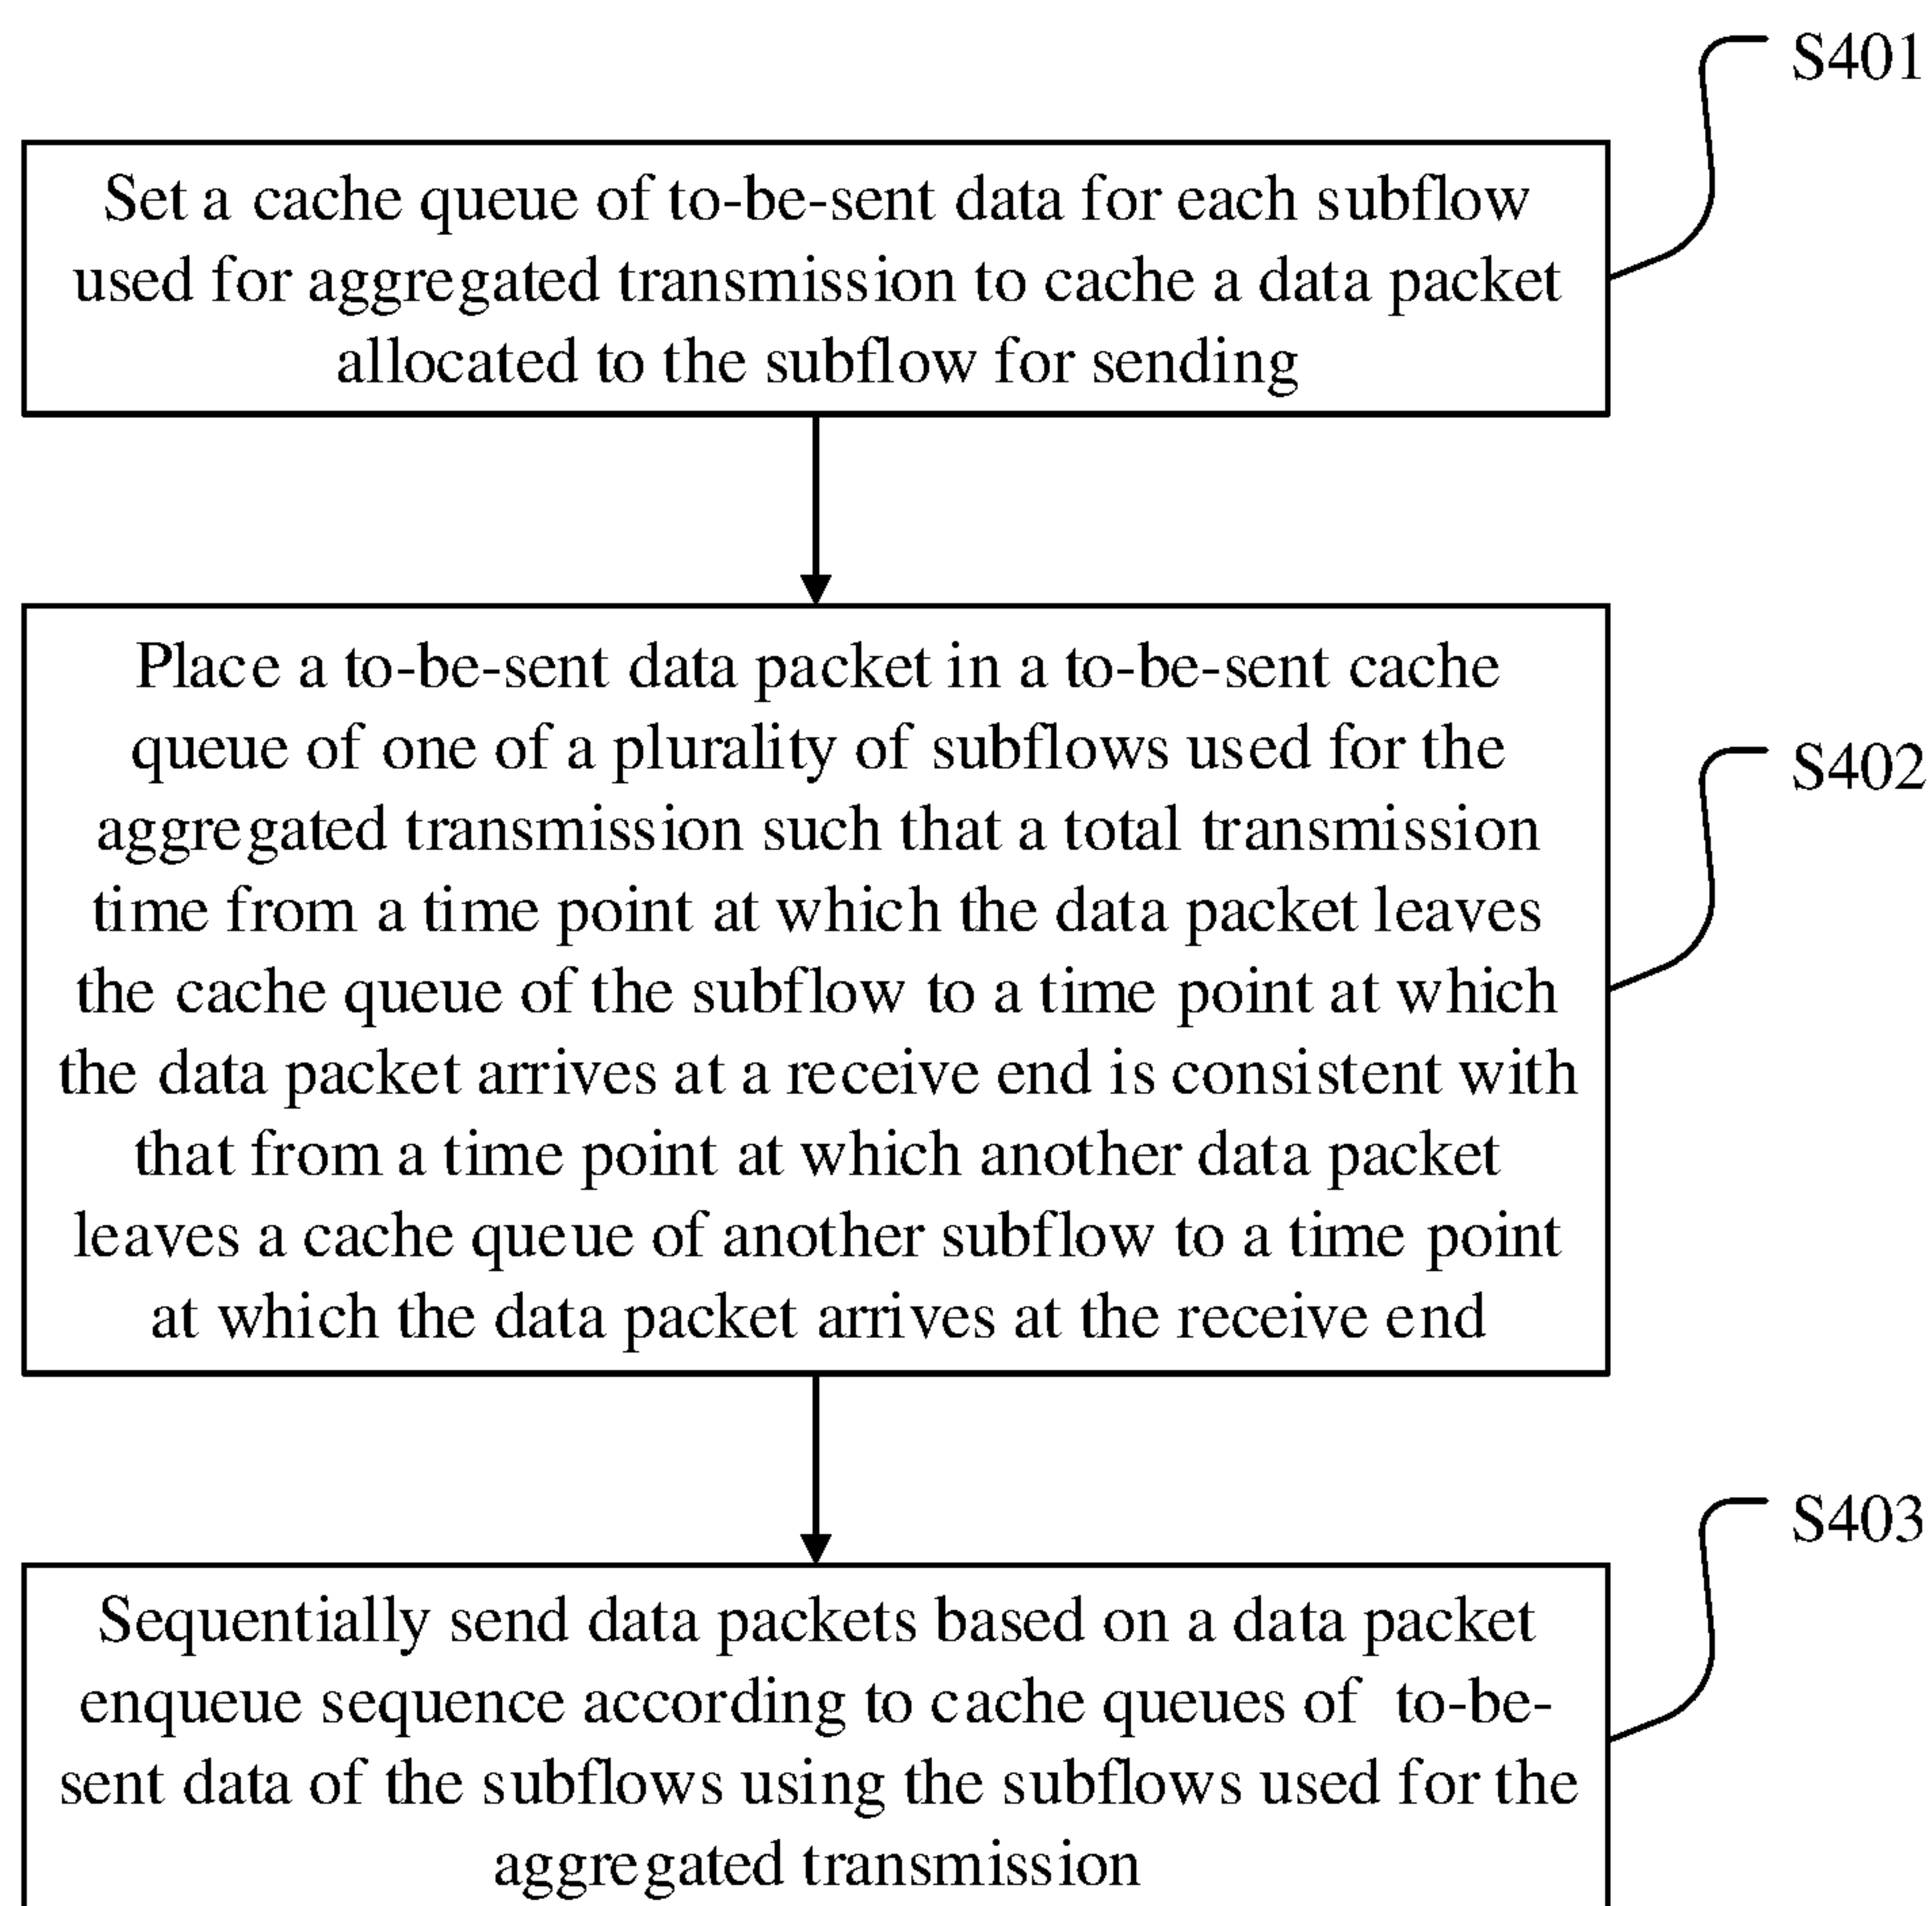 S401
Set a cache queue of to-be-sent data for each subflow
used for aggregated transmission to cache a data packet
allocated to the subflow for sending
Place a to-be-sent data packet in a to-be-sent cache
queue of one of a plurality of subflows used for the
aggregated transmission such that a total transmission
time from a time point at which the data packet leaves
the cache queue of the subflow to a time point at which
the data packet arrives at a receive end is consistent with
that from a time point at which another data packet
leaves a cache queue of another subflow to a time point
at which the data packet arrives at the receive end
S402
Sequentially send data packets based on a data packet
enqueue sequence according to cache queues of to-be-
sent data of the subflows using the subflows used for the
aggregated transmission
S403